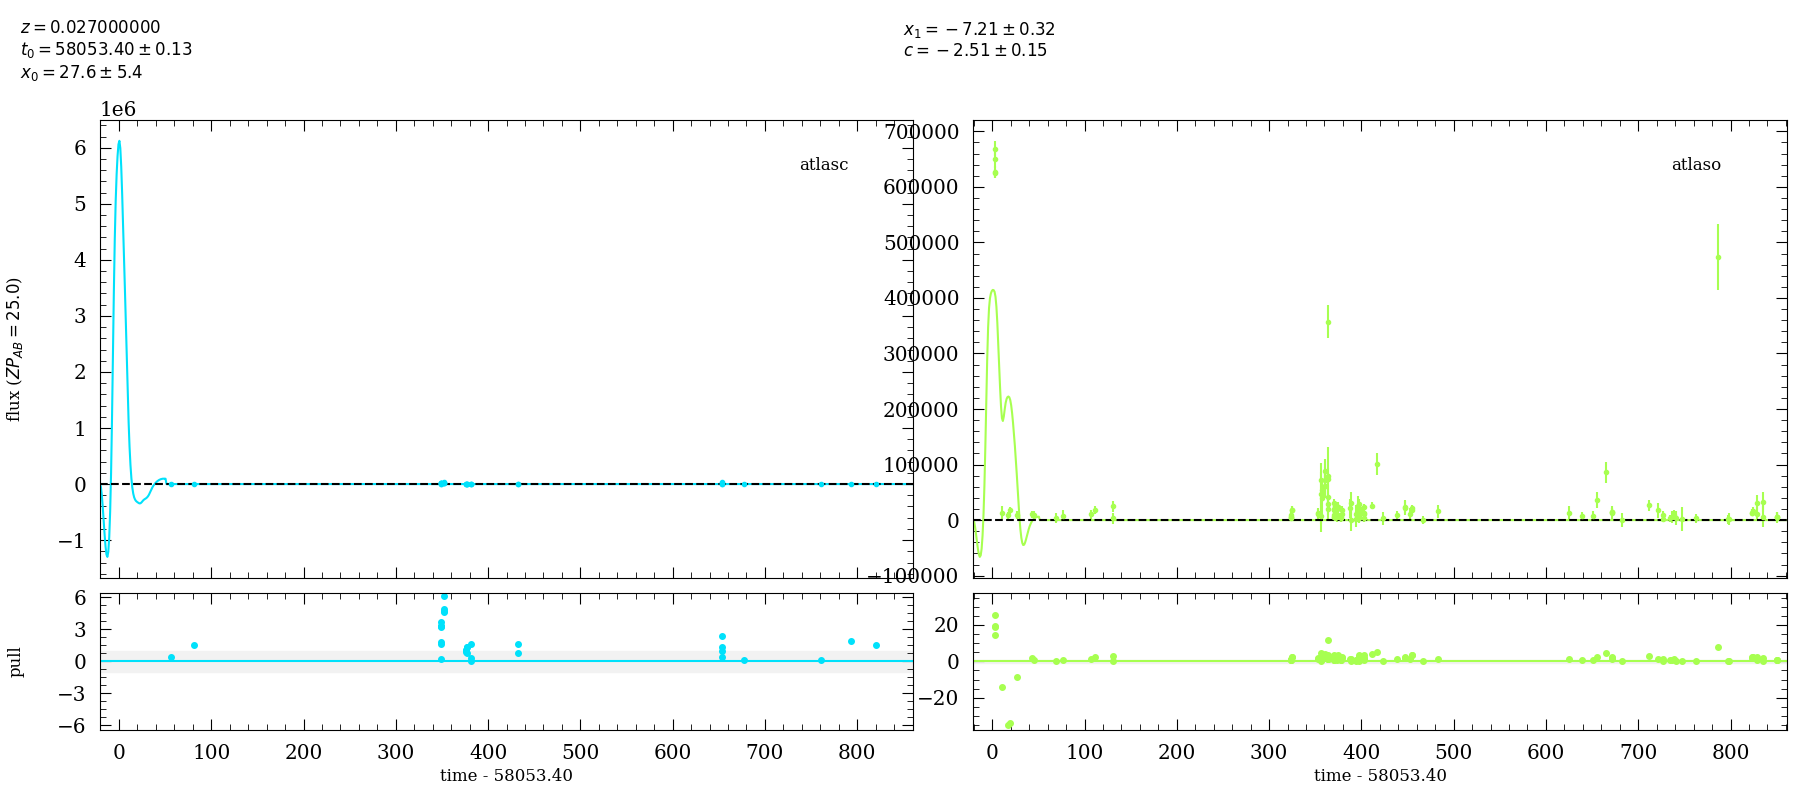 z = 0.027000000
t₀ = 58053.40 ± 0.13
x₀ = 27.6 ± 5.4
x₁ = −7.21 ± 0.32
c = −2.51 ± 0.15
1e6
atlasc
6
5
4
3
2
1
0
−1
flux (ZP_AB = 25.0)
atlaso
700000
600000
500000
400000
300000
200000
100000
0
−100000
6
3
0
−3
−6
pull
0 100 200 300 400 500 600 700 800
time - 58053.40
20
0
−20
0 100 200 300 400 500 600 700 800
time - 58053.40